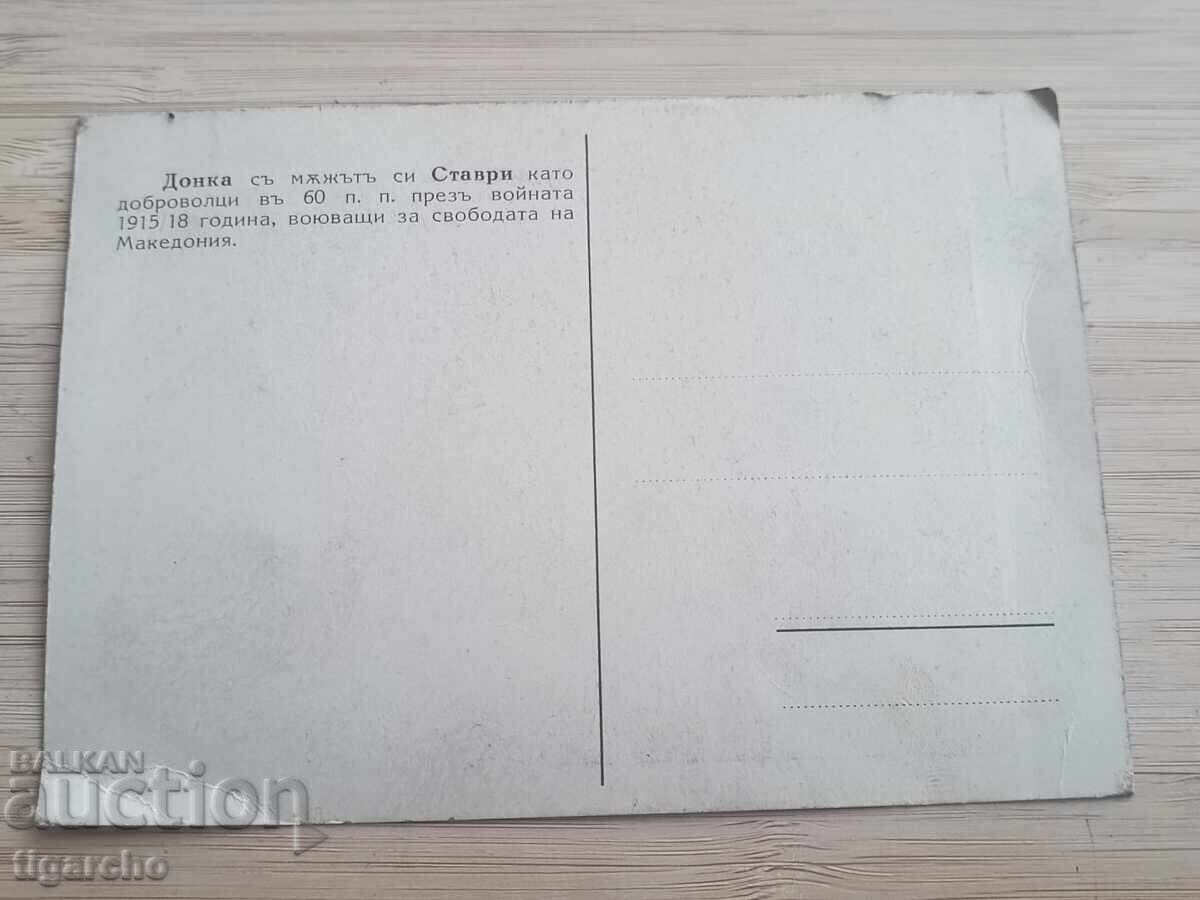 Донка съ мѫжътъ си Ставри като
доброволци въ 60 п. п. презъ войната
1915/18 година, воюващи за свободата на
Македония.
BALKAN
auction
tigarcho